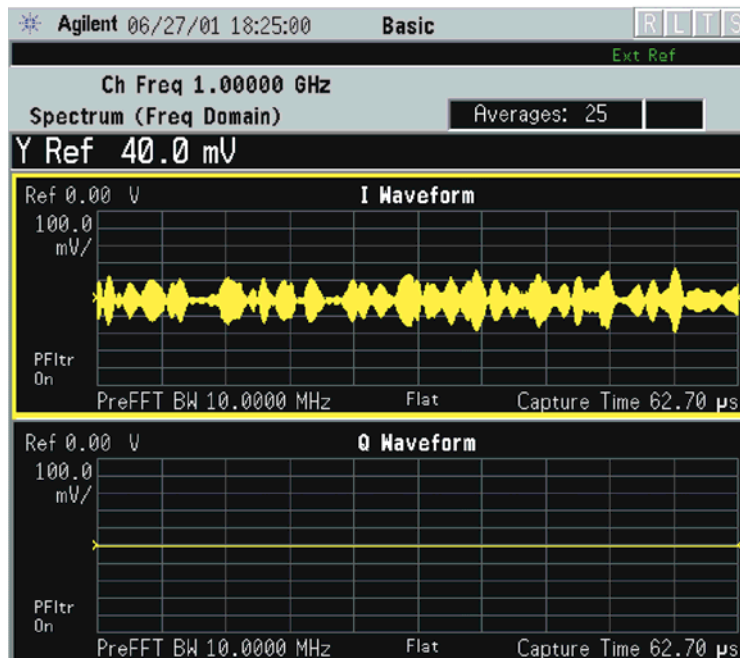 Agilent 06/27/01 18:25:00 Basic R L T S
Ext Ref
Ch Freq 1.00000 GHz
Spectrum (Freq Domain) Averages: 25
Y Ref 40.0 mV
Ref 0.00 V I Waveform
100.0
mV/
PFltr
On
PreFFT BW 10.0000 MHz Flat Capture Time 62.70 µs
Ref 0.00 V Q Waveform
100.0
mV/
PFltr
On
PreFFT BW 10.0000 MHz Flat Capture Time 62.70 µs